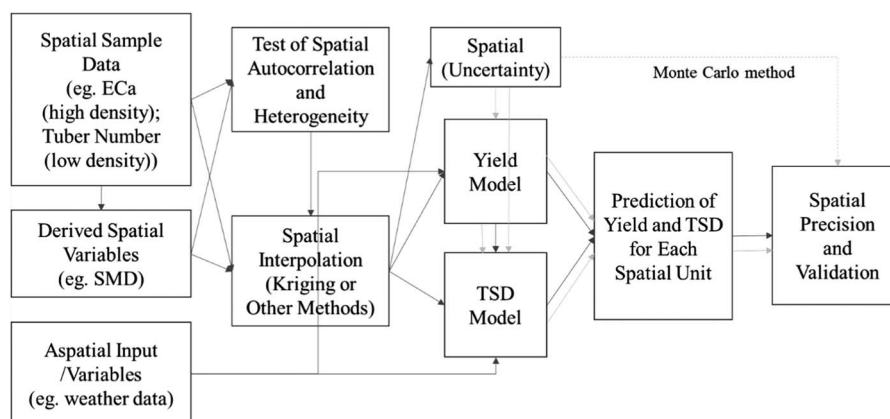 Spatial Sample
Data
(eg. ECa
(high density);
Tuber Number
(low density))
Test of Spatial
Autocorrelation
and
Heterogeneity
Spatial
(Uncertainty)
Monte Carlo method
Yield
Model
Derived Spatial
Variables
(eg. SMD)
Spatial
Interpolation
(Kriging or
Other Methods)
TSD
Model
Prediction of
Yield and TSD
for Each
Spatial Unit
Spatial
Precision
and
Validation
Aspatial Input
/Variables
(eg. weather data)